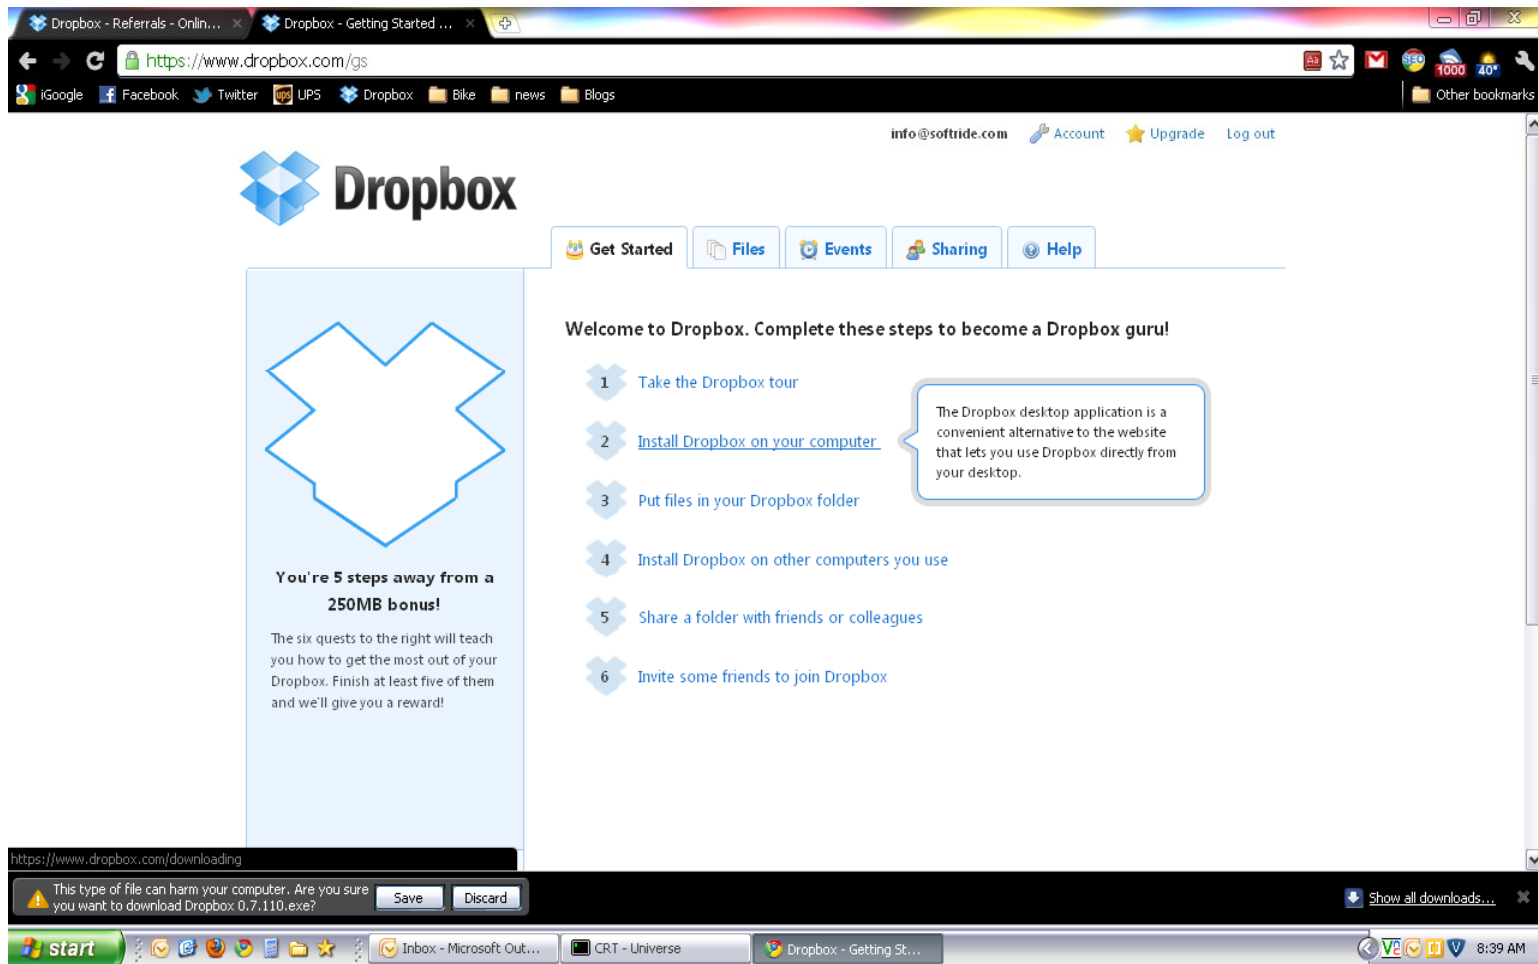 Dropbox - Referrals - Onlin...
Dropbox - Getting Started ...
https://www.dropbox.com/gs
1000
40°
iGoogle
Facebook
Twitter
UPS
Dropbox
Bike
news
Blogs
Other bookmarks
info@softride.com
Account
Upgrade
Log out
Dropbox
Get Started
Files
Events
Sharing
Help
Welcome to Dropbox. Complete these steps to become a Dropbox guru!
1 Take the Dropbox tour
2 Install Dropbox on your computer
The Dropbox desktop application is a
convenient alternative to the website
that lets you use Dropbox directly from
your desktop.
3 Put files in your Dropbox folder
4 Install Dropbox on other computers you use
5 Share a folder with friends or colleagues
6 Invite some friends to join Dropbox
You're 5 steps away from a
250MB bonus!
The six quests to the right will teach
you how to get the most out of your
Dropbox. Finish at least five of them
and we'll give you a reward!
https://www.dropbox.com/downloading
This type of file can harm your computer. Are you sure
you want to download Dropbox 0.7.110.exe?
Save
Discard
Show all downloads...
start
Inbox - Microsoft Out...
CRT - Universe
Dropbox - Getting St...
8:39 AM